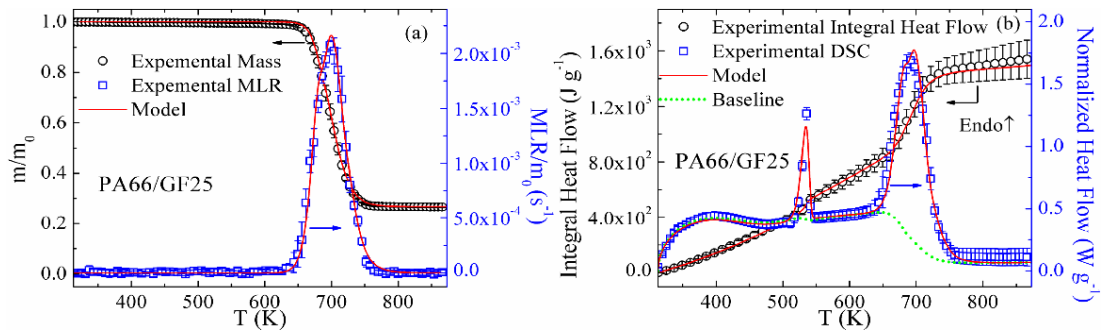 (a)
Expemental Mass
Expemental MLR
Model
PA66/GF25
m/m0
1.0
0.8
0.6
0.4
0.2
0.0
400 500 600 700 800
T (K)
2.0x10-3
1.5x10-3
1.0x10-3
5.0x10-4
0.0
MLR/m0 (s-1)
(b)
Experimental Integral Heat Flow
Experimental DSC
Model
Baseline
Endo↑
PA66/GF25
Integral Heat Flow (J g-1)
1.6x10³
1.2x10³
8.0x10²
4.0x10²
0.0
400 500 600 700 800
T (K)
2.0
1.5
1.0
0.5
0.0
Normalized Heat Flow (W g-1)